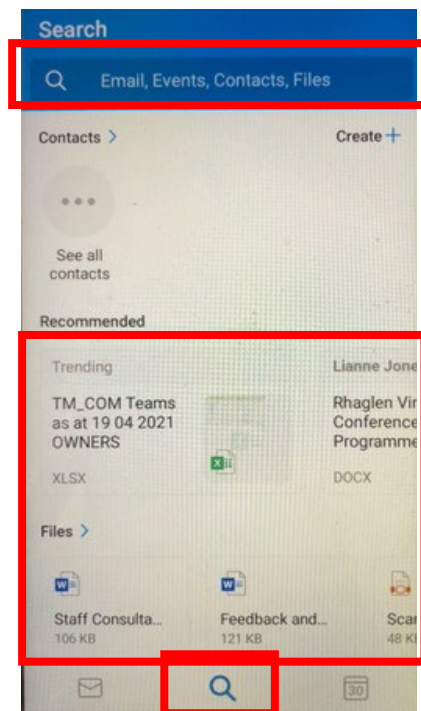 Search
Email, Events, Contacts, Files
Contacts >
Create +
See all
contacts
Recommended
Trending
Lianne Jone
TM_COM Teams
as at 19 04 2021
OWNERS
XLSX
Rhaglen Vir
Conference
Programme
DOCX
Files >
Staff Consulta...
106 KB
Feedback and...
121 KB
Scar
48 KB
30